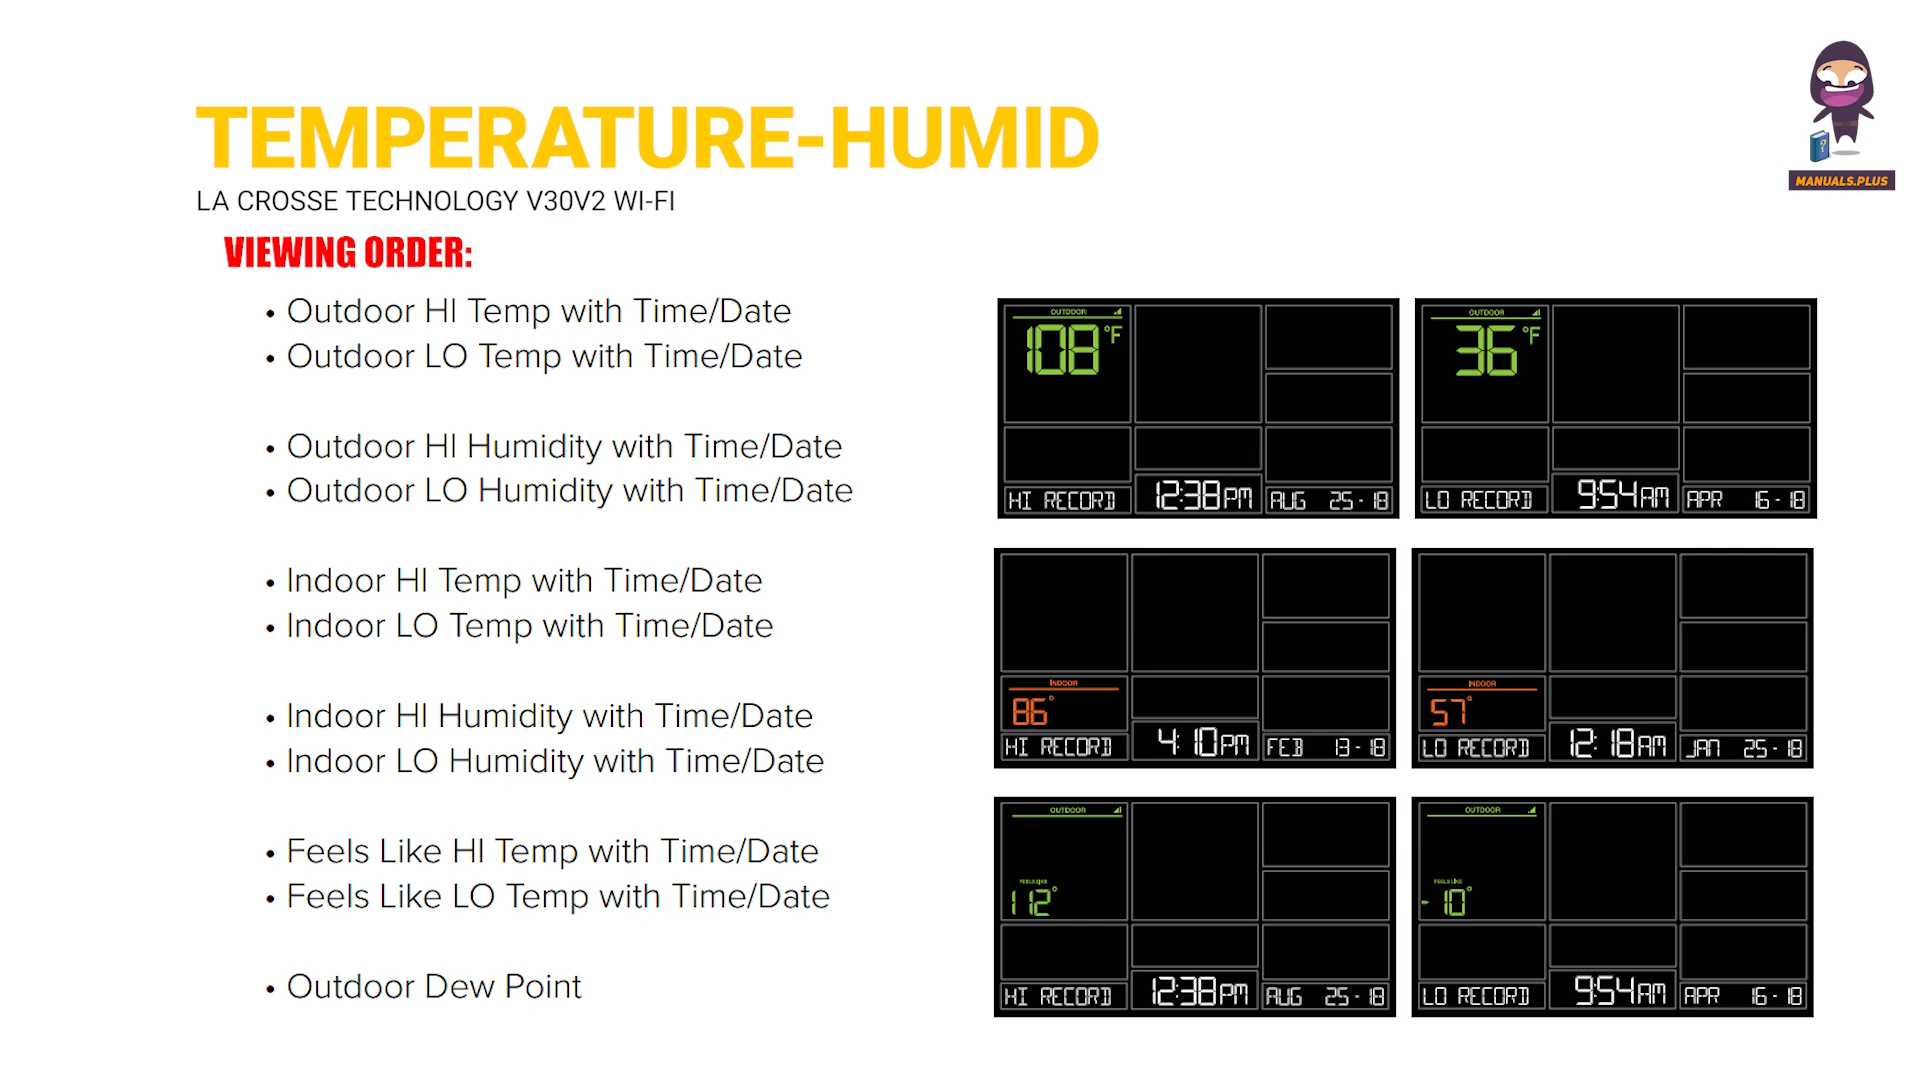 TEMPERATURE-HUMID
LA CROSSE TECHNOLOGY V30V2 WI-FI
VIEWING ORDER:
• Outdoor HI Temp with Time/Date
• Outdoor LO Temp with Time/Date
• Outdoor HI Humidity with Time/Date
• Outdoor LO Humidity with Time/Date
• Indoor HI Temp with Time/Date
• Indoor LO Temp with Time/Date
• Indoor HI Humidity with Time/Date
• Indoor LO Humidity with Time/Date
• Feels Like HI Temp with Time/Date
• Feels Like LO Temp with Time/Date
• Outdoor Dew Point
?
MANUALS.PLUS
OUTDOOR
108°F
HI RECORD 12:38PM AUG 25-18
OUTDOOR
36°F
LO RECORD 9:54AM APR 16-18
INDOOR
86°
HI RECORD 4:10PM FEB 13-18
INDOOR
57°
LO RECORD 12:18AM JAN 25-18
OUTDOOR
FEELS LIKE
112°
HI RECORD 12:38PM AUG 25-18
OUTDOOR
FEELS LIKE
-10°
LO RECORD 9:54AM APR 16-18